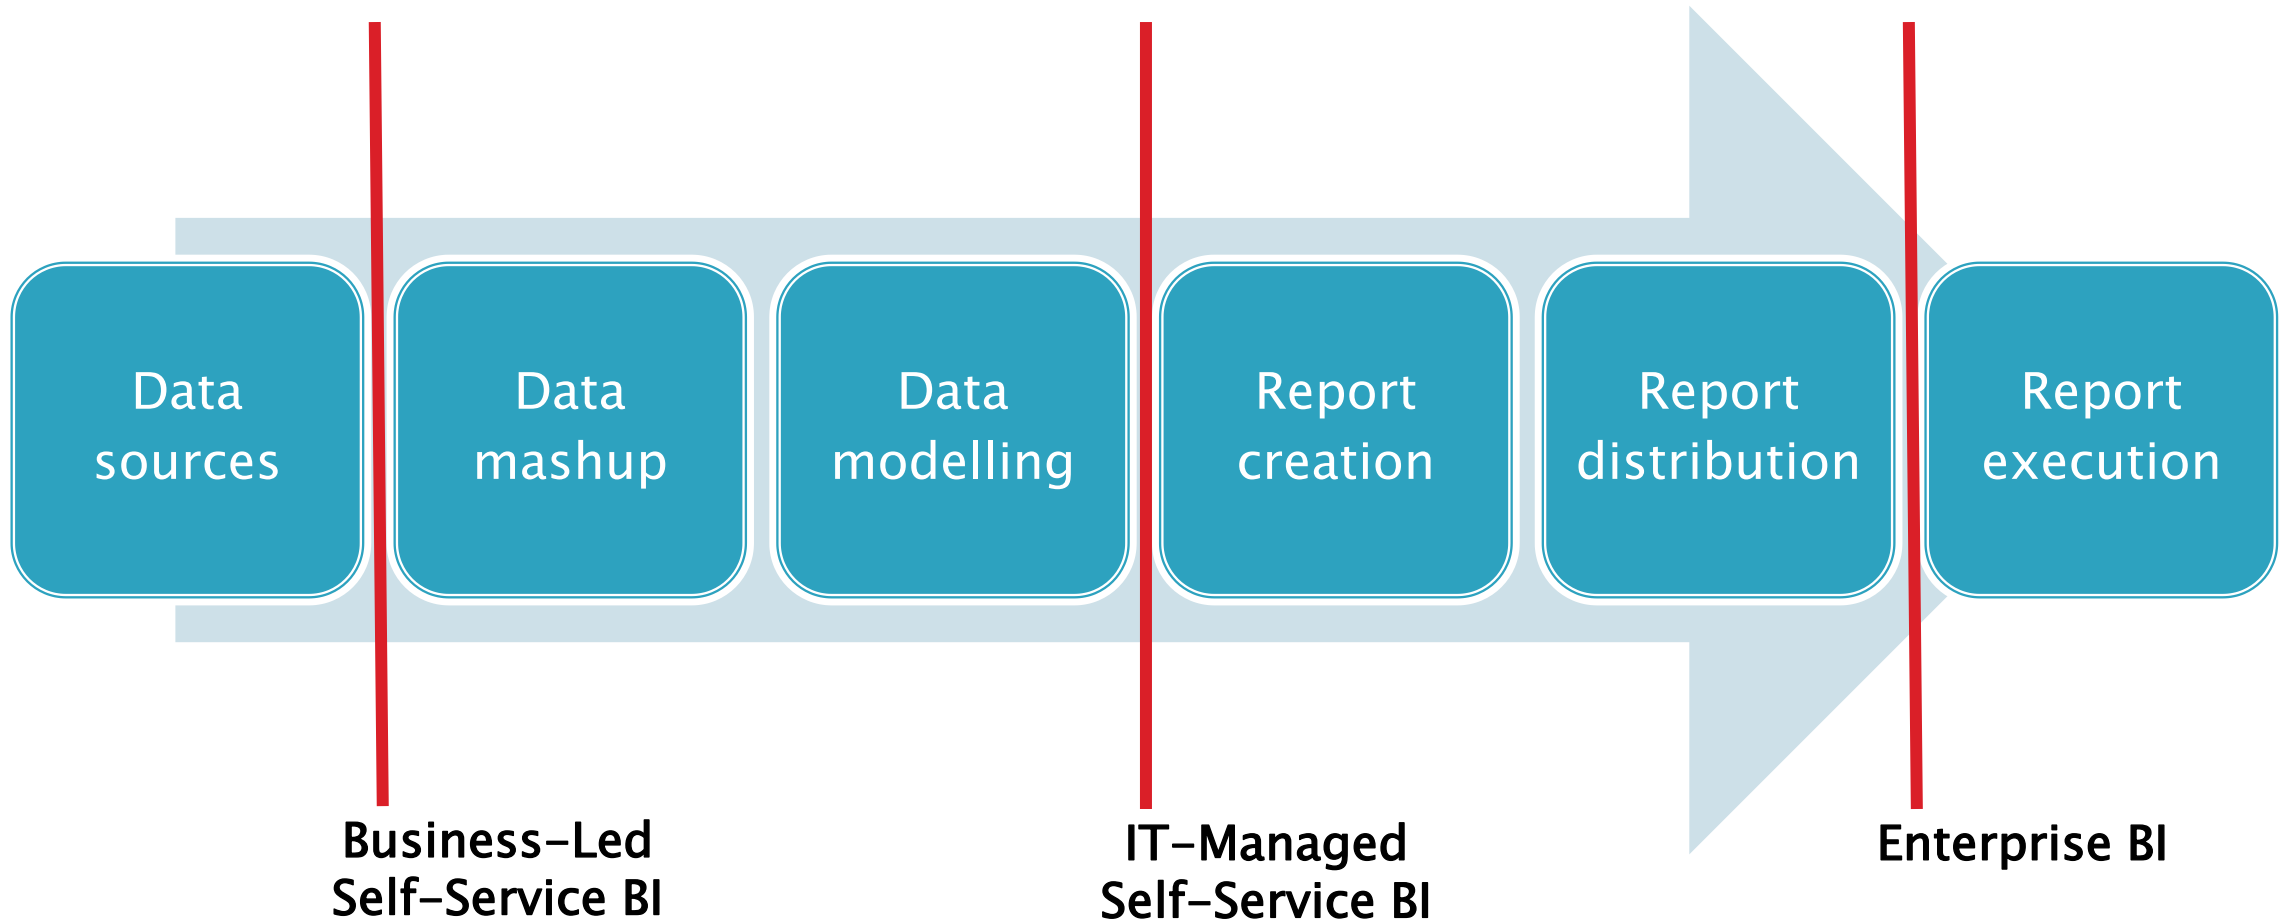 Data
sources
Data
mashup
Data
modelling
Report
creation
Report
distribution
Report
execution
Business-Led
Self-Service BI
IT-Managed
Self-Service BI
Enterprise BI